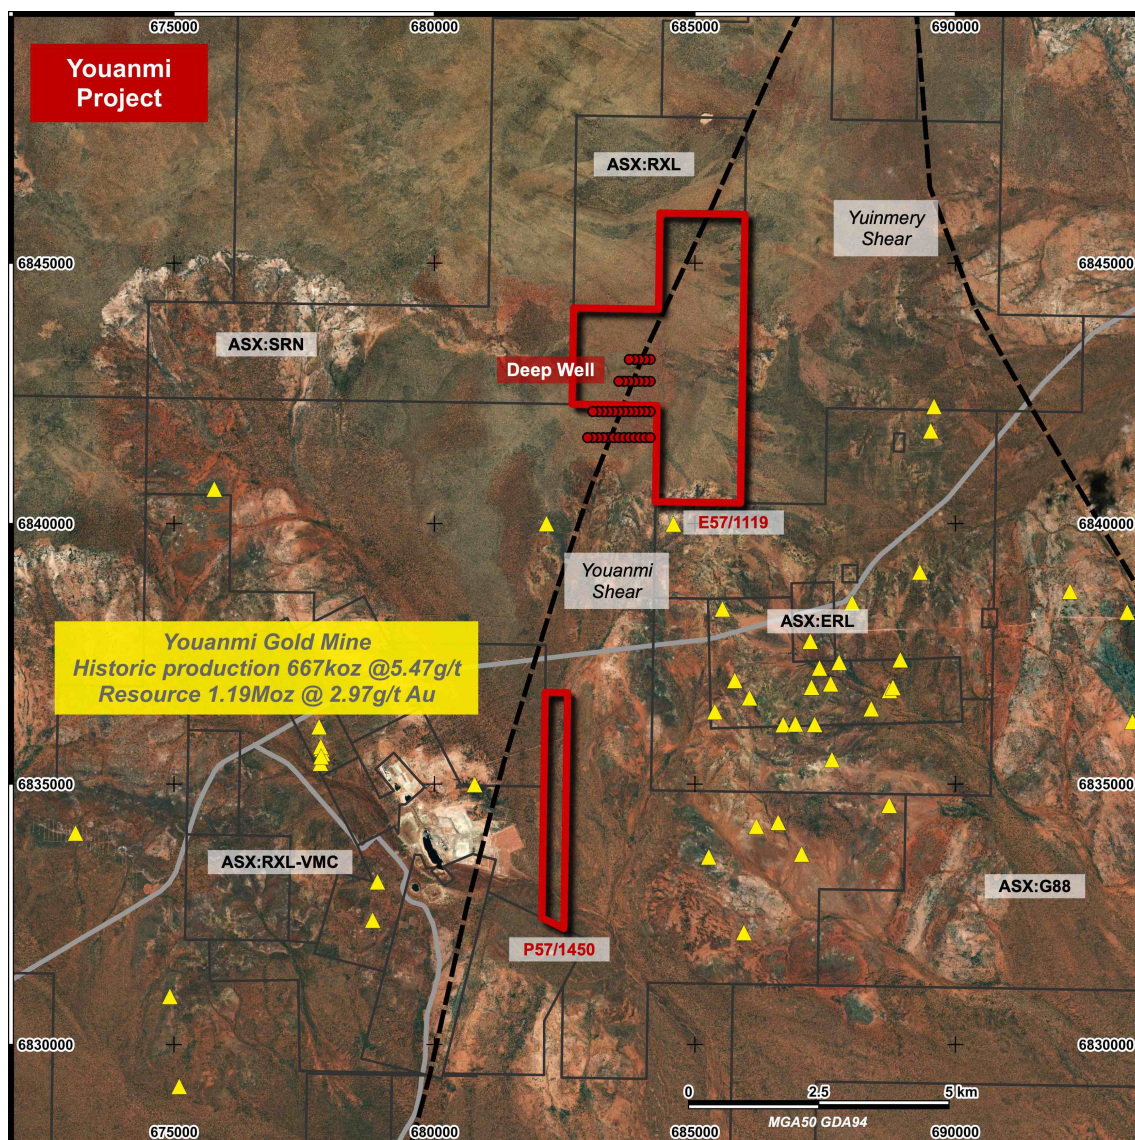 675000
680000
685000
690000
Youanmi
Project
ASX:RXL
Yuinmery
Shear
6845000
6845000
ASX:SRN
Deep Well
6840000
E57/1119
6840000
Youanmi
Shear
ASX:ERL
Youanmi Gold Mine
Historic production 667koz @5.47g/t
Resource 1.19Moz @ 2.97g/t Au
6835000
6835000
ASX:RXL-VMC
ASX:G88
P57/1450
6830000
6830000
0
2.5
5 km
MGA50 GDA94
675000
680000
685000
690000